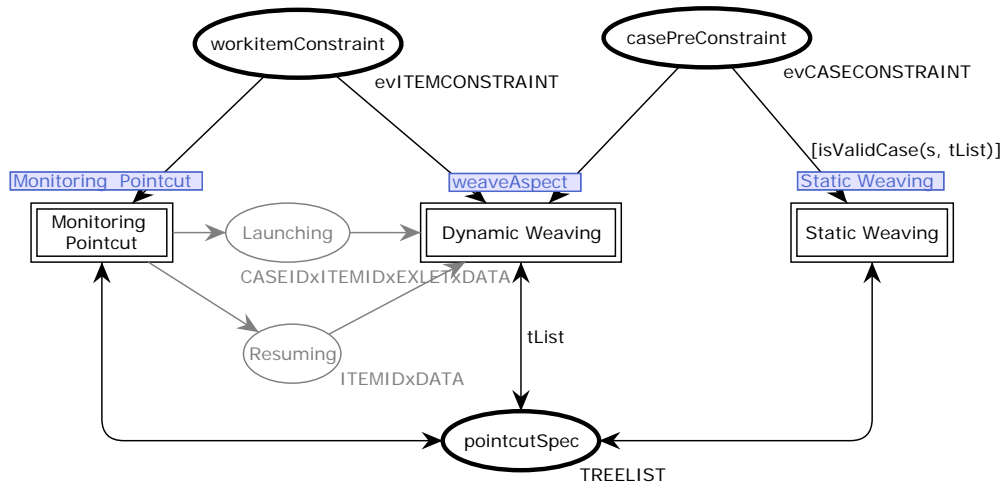 workitemConstraint
casePreConstraint
evITEMCONSTRAINT
evCASECONSTRAINT
[isValidCase(s, tList)]
Monitoring Pointcut
weaveAspect
Static Weaving
Monitoring
Pointcut
Launching
Dynamic Weaving
Static Weaving
CASEIDxITEMIDxEXLETxDATA
tList
Resuming
ITEMIDxDATA
pointcutSpec
TREELIST